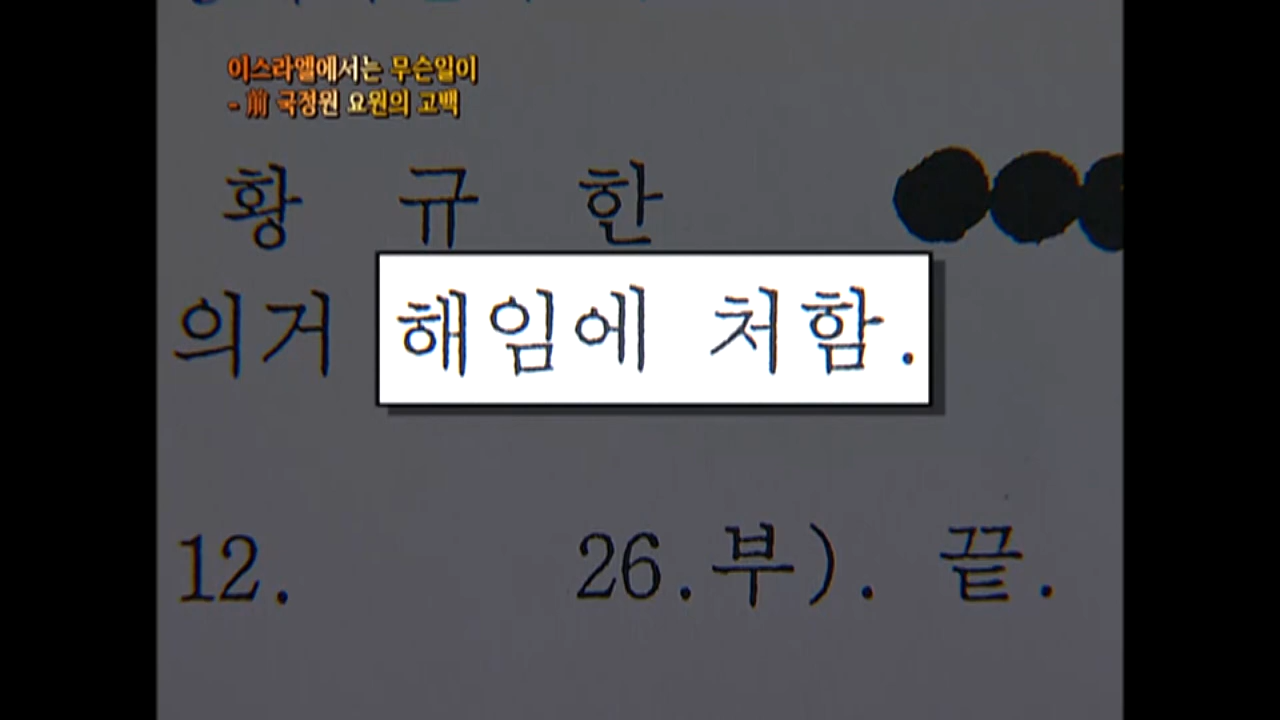 이스라엘에서는 무슨일이
- 前 국정원 요원의 고백
황 규 한
의거 해임에 처함.
12. 26.부). 끝.